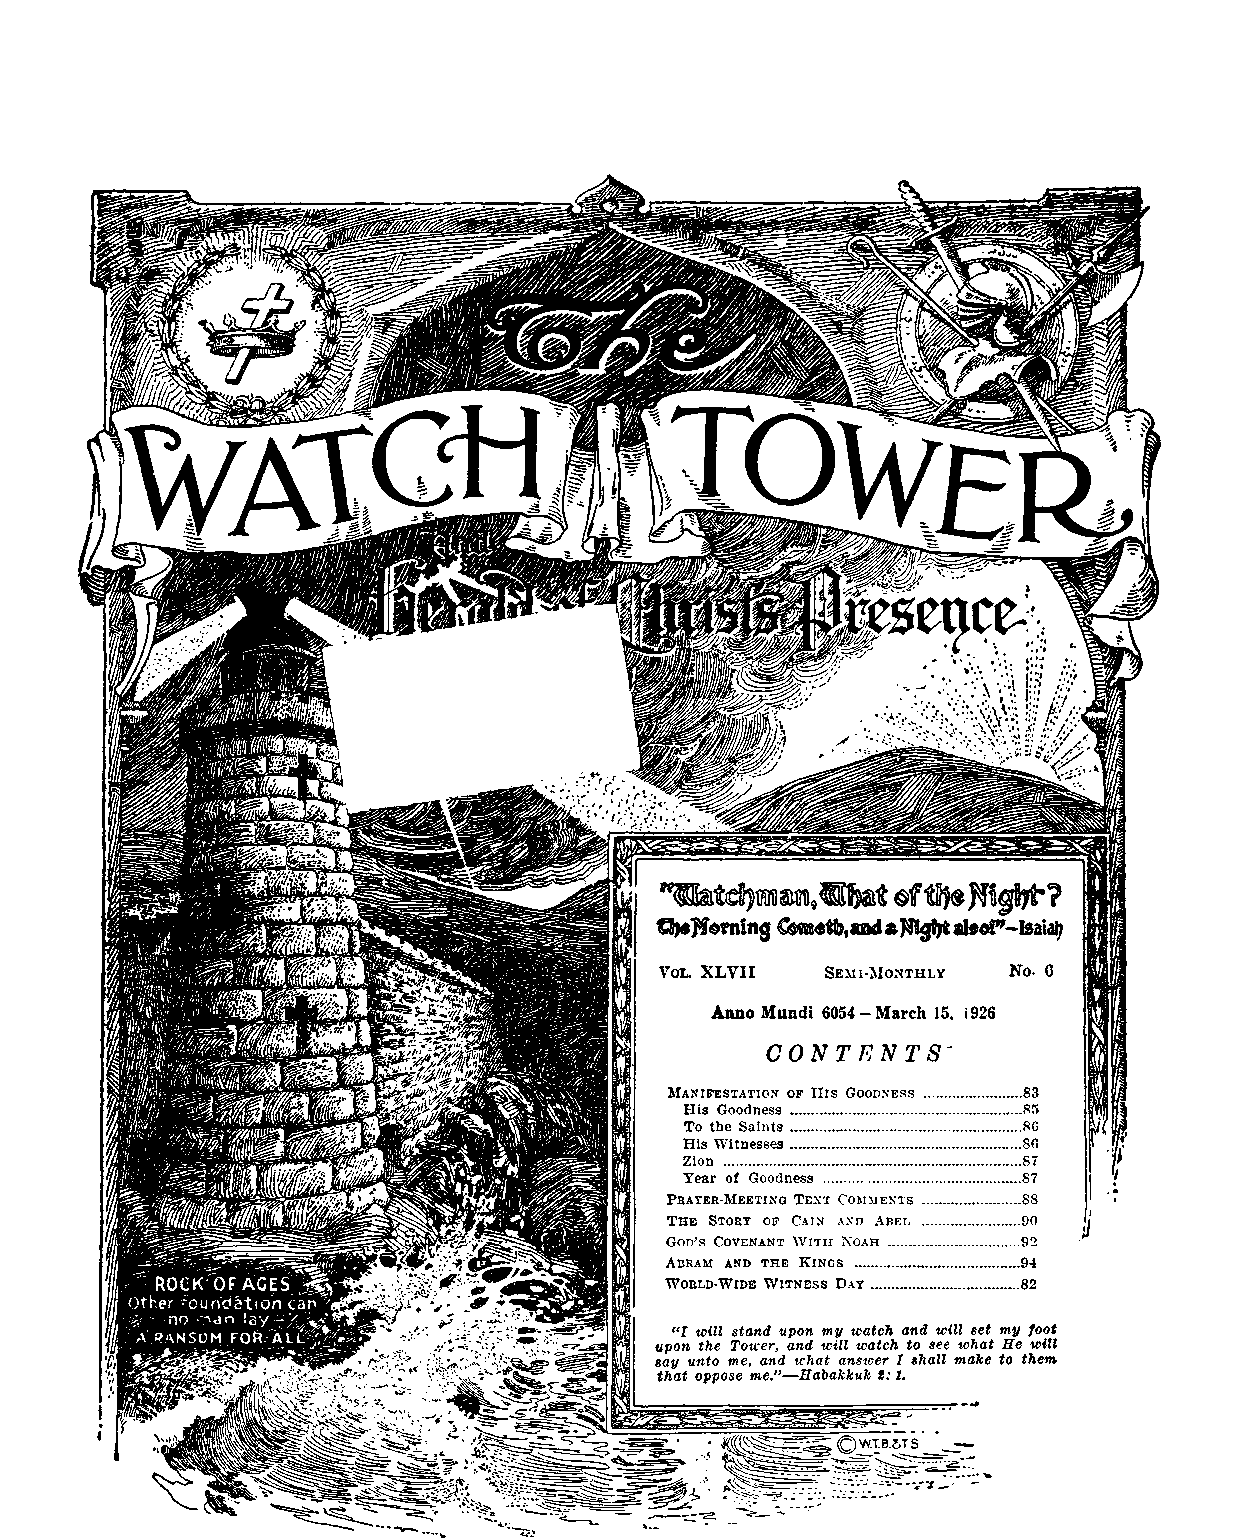 The
WATCH TOWER
And
Herald of Christ's Presence
"Watchman, What of the Night?
The Morning Cometh, and a Night also!"–Isaiah
VOL. XLVII SEMI-MONTHLY No. 6
Anno Mundi 6054 – March 15, 1926
CONTENTS
MANIFESTATION OF HIS GOODNESS ........................83
His Goodness ........................85
To the Saints ........................86
His Witnesses ........................86
Zion ........................87
Year of Goodness ........................87
PRAYER-MEETING TEXT COMMENTS ........................88
THE STORY OF CAIN AND ABEL ........................90
GOD'S COVENANT WITH NOAH ........................92
ABRAM AND THE KINGS ........................94
WORLD-WIDE WITNESS DAY ........................82
"I will stand upon my watch and will set my foot
upon the Tower, and will watch to see what He will
say unto me, and what answer I shall make to them
that oppose me."—Habakkuk 2: 1.
ROCK OF AGES
Other foundation can
no man lay –
A RANSOM FOR ALL
© W.T.B.&T.S